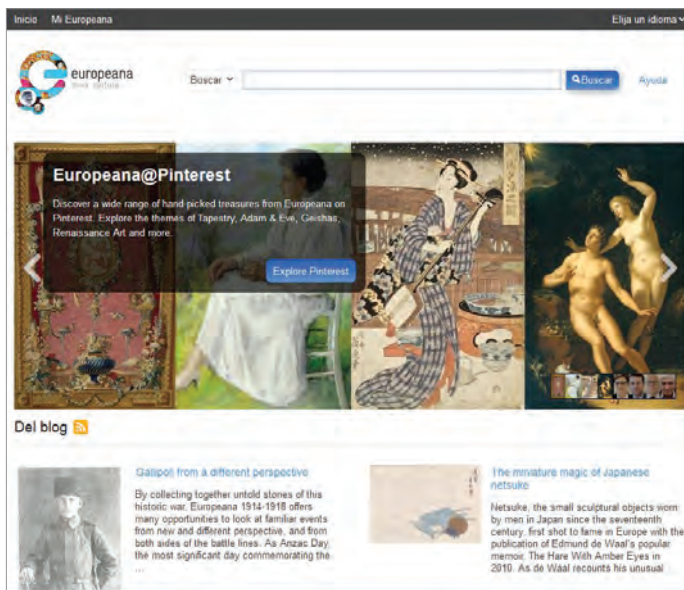 Inicio Mi Europeana Elija un idioma
europeana
think culture
Buscar Buscar Ayuda
Europeana@Pinterest
Discover a wide range of hand-picked treasures from Europeana on
Pinterest. Explore the themes of Tapestry, Adam & Eve, Geishas,
Renaissance Art and more.
Explore Pinterest
Del blog
Gallipoli from a different perspective
By collecting together untold stories of this
historic war, Europeana 1914-1918 offers
many opportunities to look at familiar events
from new and different perspective, and from
both sides of the battle lines. As Anzac Day,
the most significant day commemorating the
...
The miniature magic of Japanese
netsuke
Netsuke, the small sculptural objects worn
by men in Japan since the seventeenth
century, first shot to fame in Europe with the
publication of Edmund de Waal's popular
memoir, The Hare With Amber Eyes in
2010. As de Waal recounts his unusual